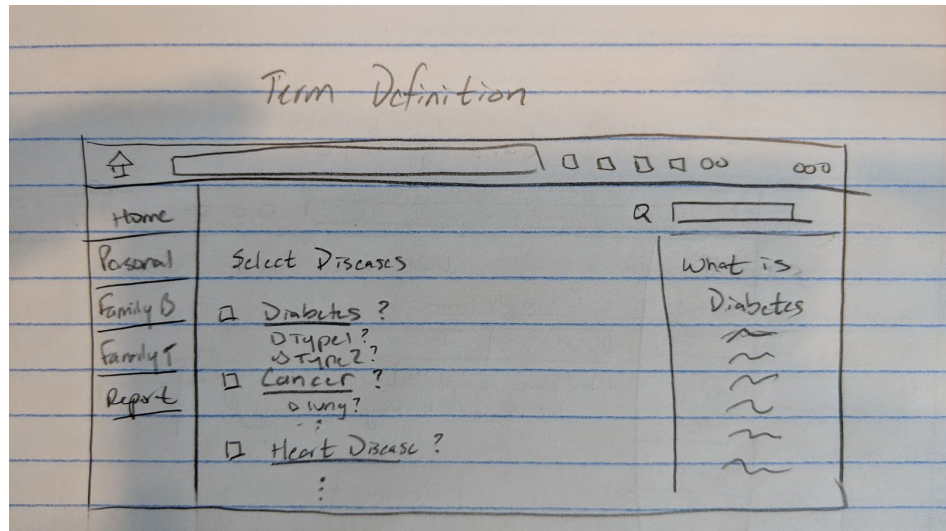 Term Definition
Home
Personal
Family B
Family T
Report
Select Diseases
Diabetes ?
Type1?
Type2?
Cancer ?
lung?
Heart Disease ?
What is
Diabetes